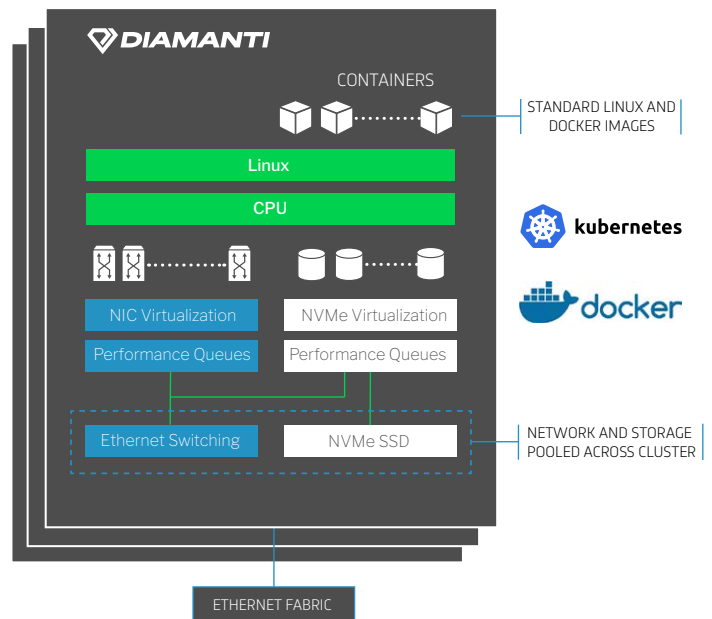 DIAMANTI
CONTAINERS
STANDARD LINUX AND
DOCKER IMAGES
Linux
CPU
kubernetes
docker
NIC Virtualization
NVMe Virtualization
Performance Queues
Performance Queues
Ethernet Switching
NVMe SSD
NETWORK AND STORAGE
POOLED ACROSS CLUSTER
ETHERNET FABRIC